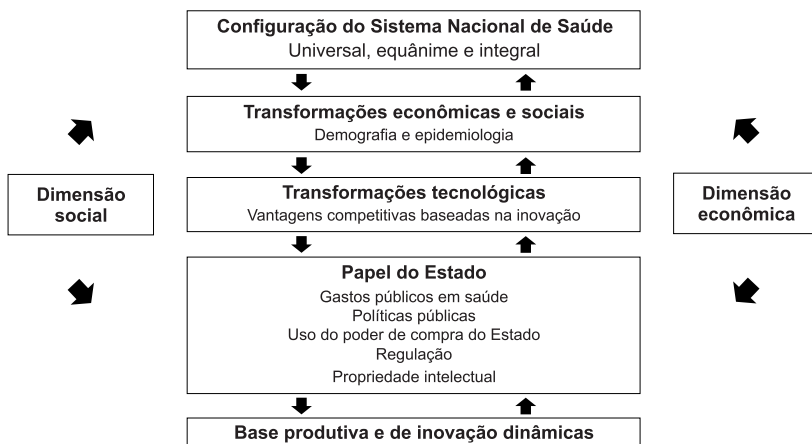 Configuração do Sistema Nacional de Saúde
Universal, equânime e integral
Transformações econômicas e sociais
Demografia e epidemiologia
Dimensão
social
Transformações tecnológicas
Vantagens competitivas baseadas na inovação
Dimensão
econômica
Papel do Estado
Gastos públicos em saúde
Políticas públicas
Uso do poder de compra do Estado
Regulação
Propriedade intelectual
Base produtiva e de inovação dinâmicas